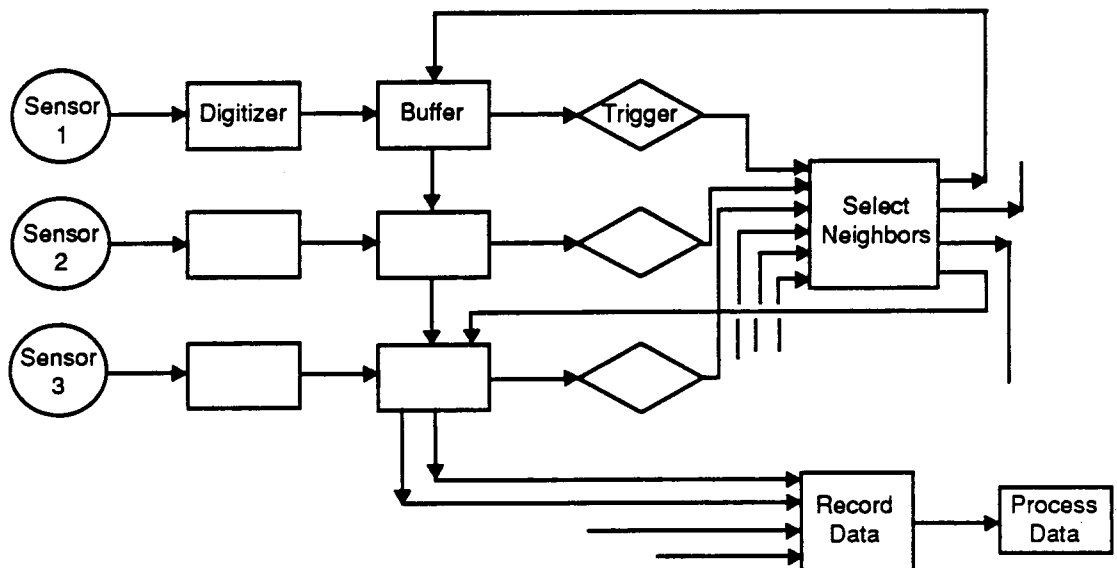 Sensor
1
Digitizer
Buffer
Trigger
Select
Neighbors
Sensor
2
Sensor
3
Record
Data
Process
Data